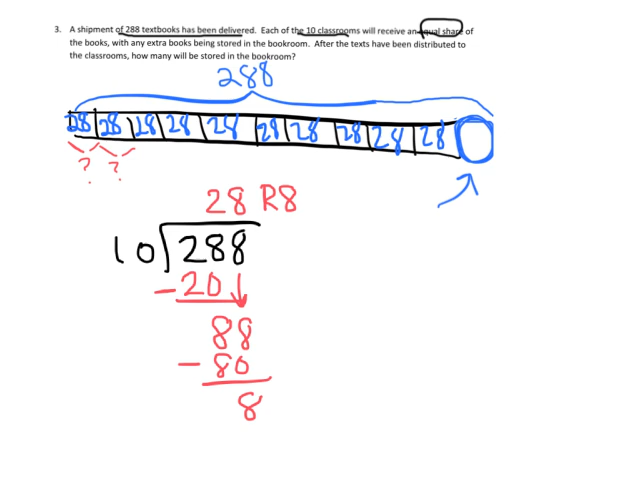 3. A shipment of 288 textbooks has been delivered. Each of the 10 classrooms will receive an equal share of
the books, with any extra books being stored in the bookroom. After the texts have been distributed to
the classrooms, how many will be stored in the bookroom?
288
28 28 28 28 28 28 28 28 28 28
? ?
28 R8
10 288
-20
88
- 80
8